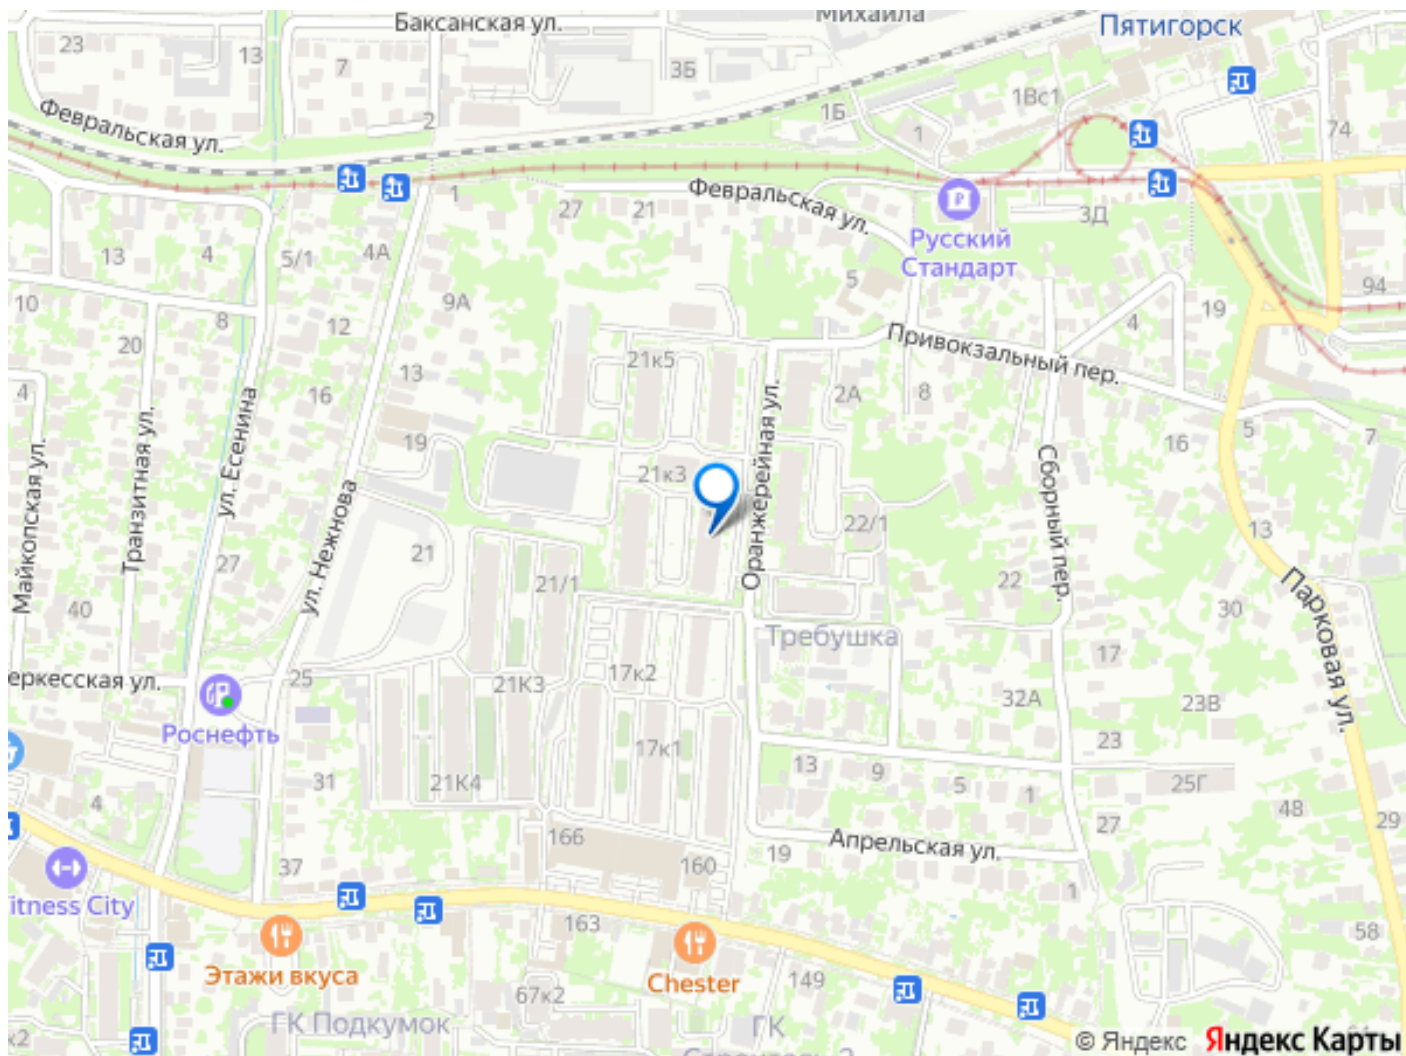 Баксанская ул.
Михаила
Пятигорск
23
13
7
3Б
1Б
1
1Вс1
74
Февральская ул.
2
1
27
21
Февральская ул.
3Д
Русский
Стандарт
13
4
5/1
4А
5
94
10
8
9А
19
4
12
20
Привокзальный пер.
21к5
13
4
16
2А
8
Оранжерейная ул.
ул. Есенина
Транзитная ул.
Майкопская ул.
19
16
5
7
Сборный пер.
21к3
ул. Нежнова
22/1
13
21
27
21/1
22
Парковая ул.
40
30
Требушка
17
17к2
еркесская ул.
25
21К3
32А
23В
Роснефть
17к1
23
31
21К4
13
9
5
1
25Г
4
48
27
29
166
Апрельская ул.
160
19
37
1
itness City
163
58
Этажи вкуса
Chester
149
67к2
ГК Подкумок
ГК
к2
© Яндекс Яндекс Карты